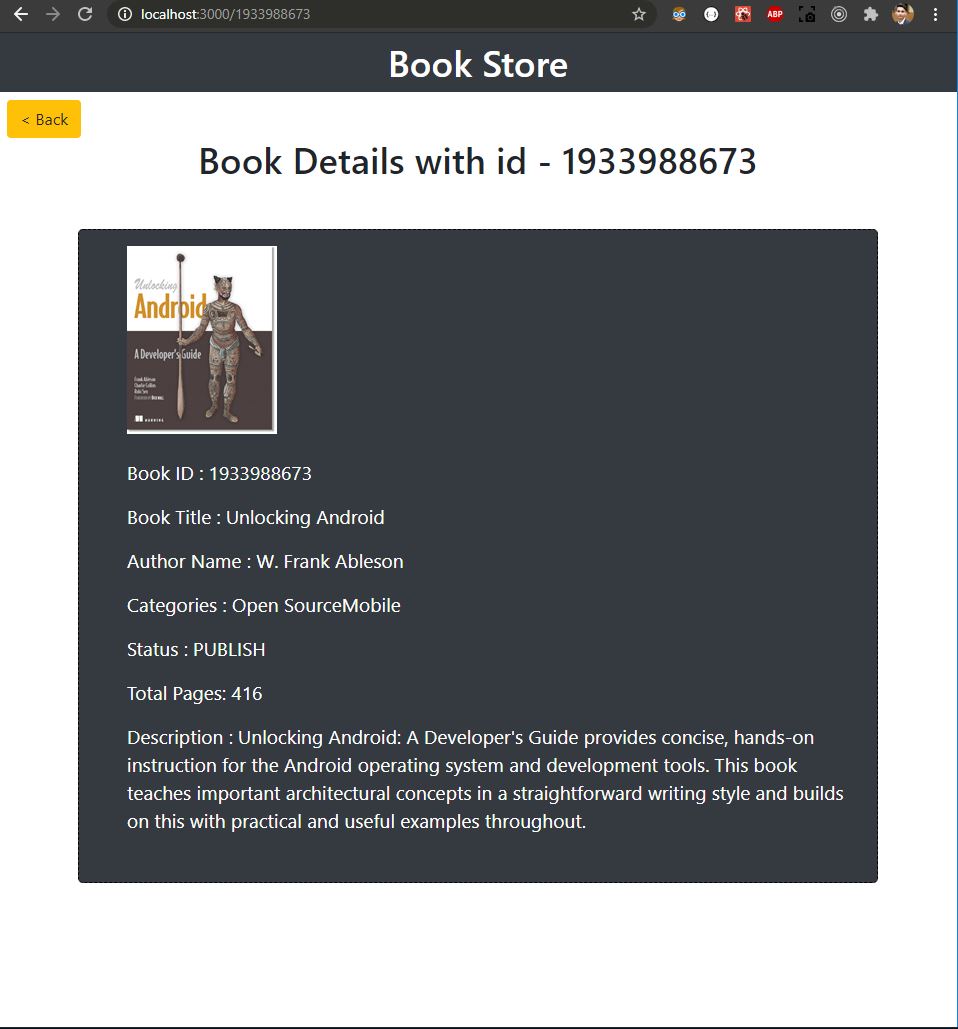 localhost:3000/1933988673
ABP
Book Store
< Back
Book Details with id - 1933988673
Unlocking
Android
A Developer's Guide
Frank Ableson
Charlie Collins
Robi Sen
MANNING
Book ID : 1933988673
Book Title : Unlocking Android
Author Name : W. Frank Ableson
Categories : Open SourceMobile
Status : PUBLISH
Total Pages: 416
Description : Unlocking Android: A Developer's Guide provides concise, hands-on
instruction for the Android operating system and development tools. This book
teaches important architectural concepts in a straightforward writing style and builds
on this with practical and useful examples throughout.